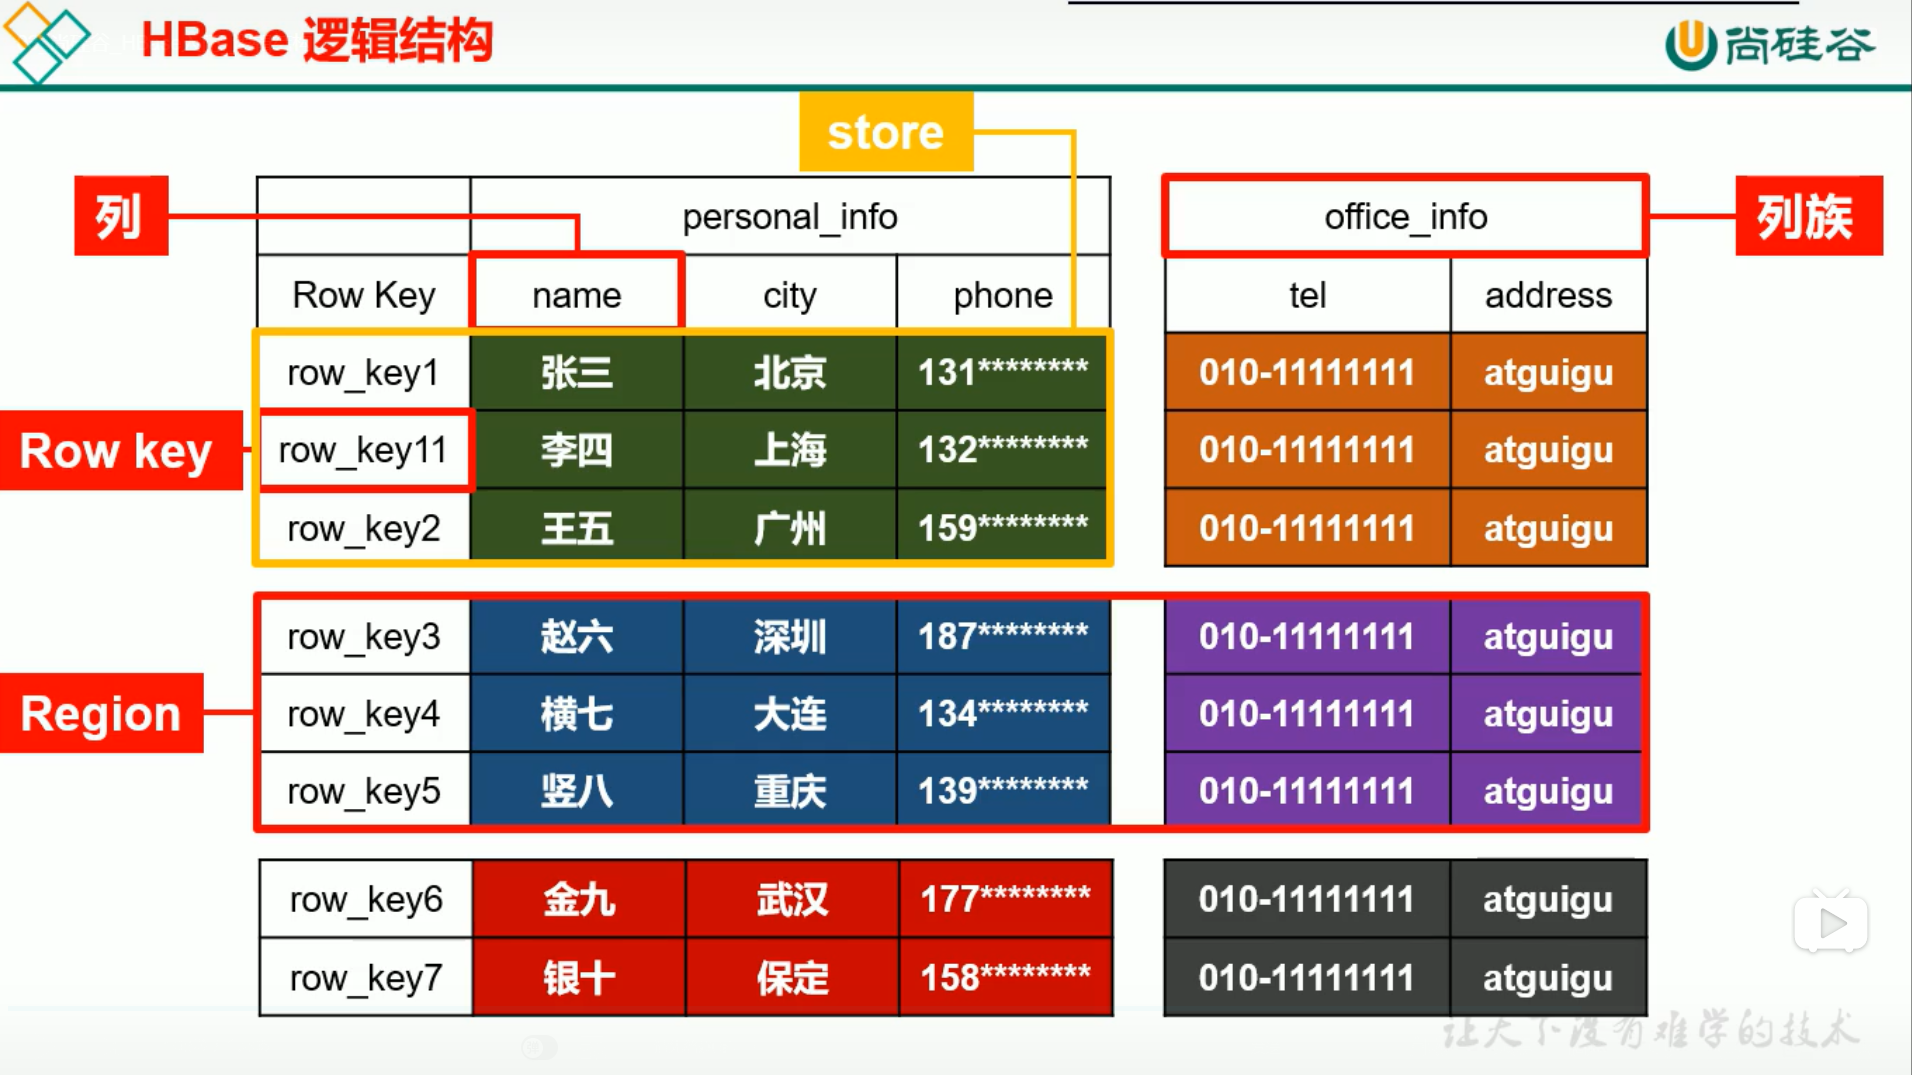 HBase 逻辑结构
尚硅谷
store
列
personal_info
office_info
列族
Row Key name city phone tel address
row_key1 张三 北京 131******** 010-11111111 atguigu
Row key
row_key11 李四 上海 132******** 010-11111111 atguigu
row_key2 王五 广州 159******** 010-11111111 atguigu
row_key3 赵六 深圳 187******** 010-11111111 atguigu
Region
row_key4 横七 大连 134******** 010-11111111 atguigu
row_key5 竖八 重庆 139******** 010-11111111 atguigu
row_key6 金九 武汉 177******** 010-11111111 atguigu
row_key7 银十 保定 158******** 010-11111111 atguigu
让天下没有难学的技术